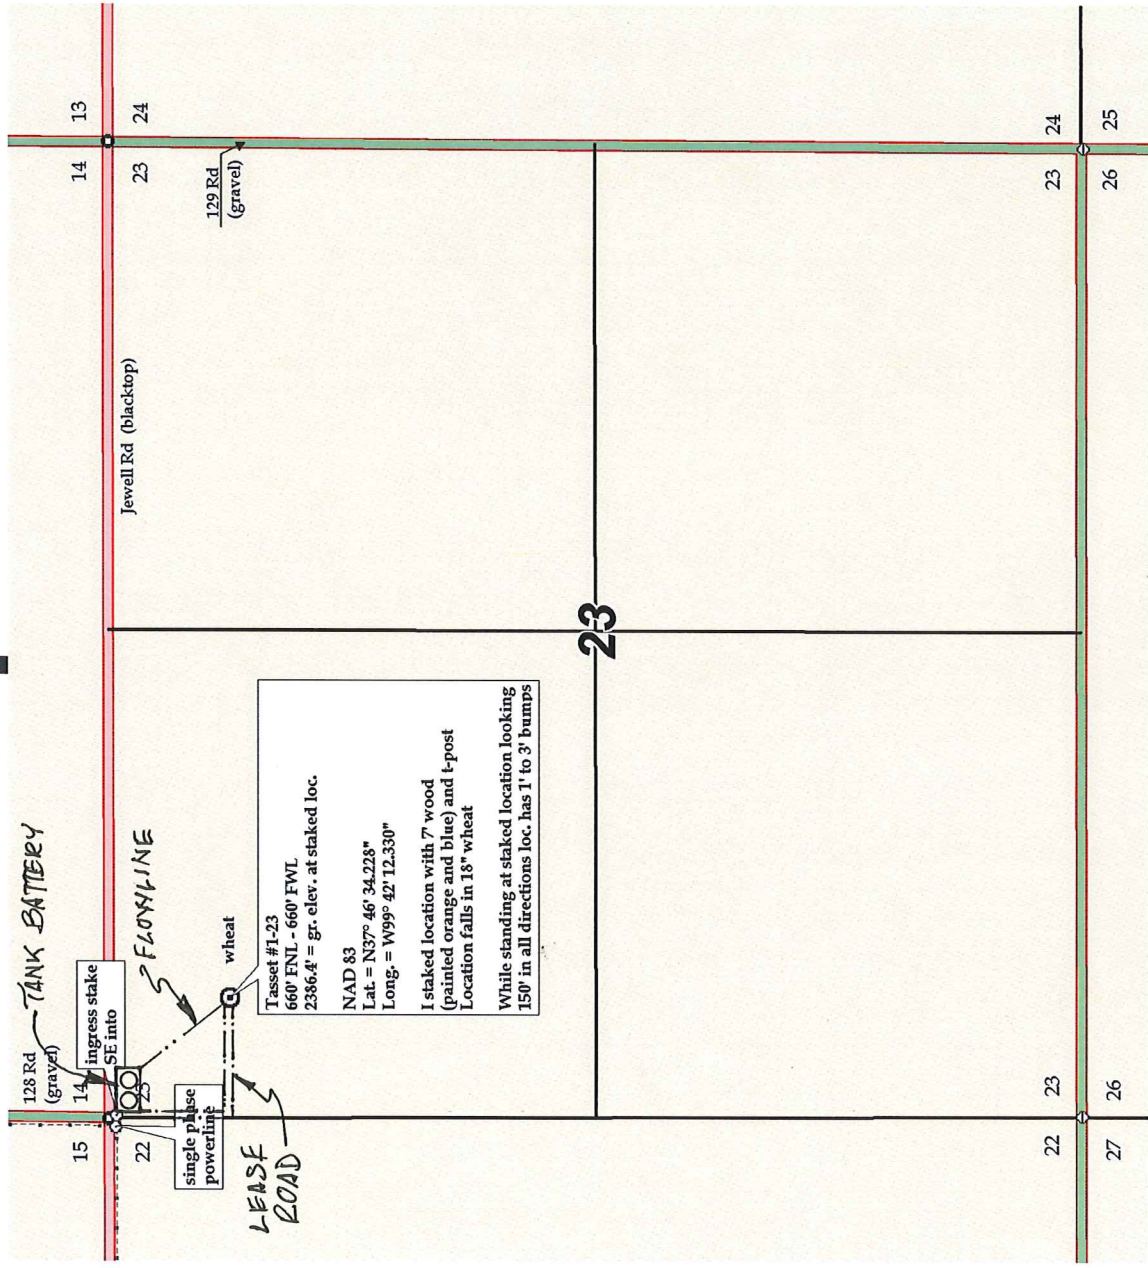 TANK BATTERY
128 Rd
(gravel)
ingress stake
SE into
FLOWLINE
Jewell Rd (blacktop)
15
14
22
23
14
13
23
24
129 Rd
(gravel)
single phase
powerline
LEASE
ROAD
wheat
Tasset #1-23
660' FNL - 660' FWL
2386.4' = gr. elev. at staked loc.
NAD 83
Lat. = N37° 46' 34.228"
Long. = W99° 42' 12.330"
I staked location with 7' wood
(painted orange and blue) and t-post
Location falls in 18" wheat
While standing at staked location looking
150' in all directions loc. has 1' to 3' bumps
23
22
23
27
26
23
24
26
25